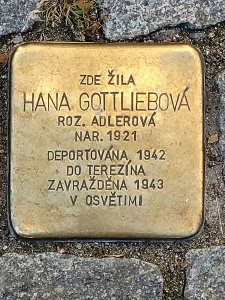 ZDE ŽILA
HANA GOTTLIEBOVÁ
ROZ. ADLEROVÁ
NAR. 1921
DEPORTOVÁNA 1942
DO TEREZÍNA
ZAVRAŽDĚNA 1943
V OSVĚTIMI